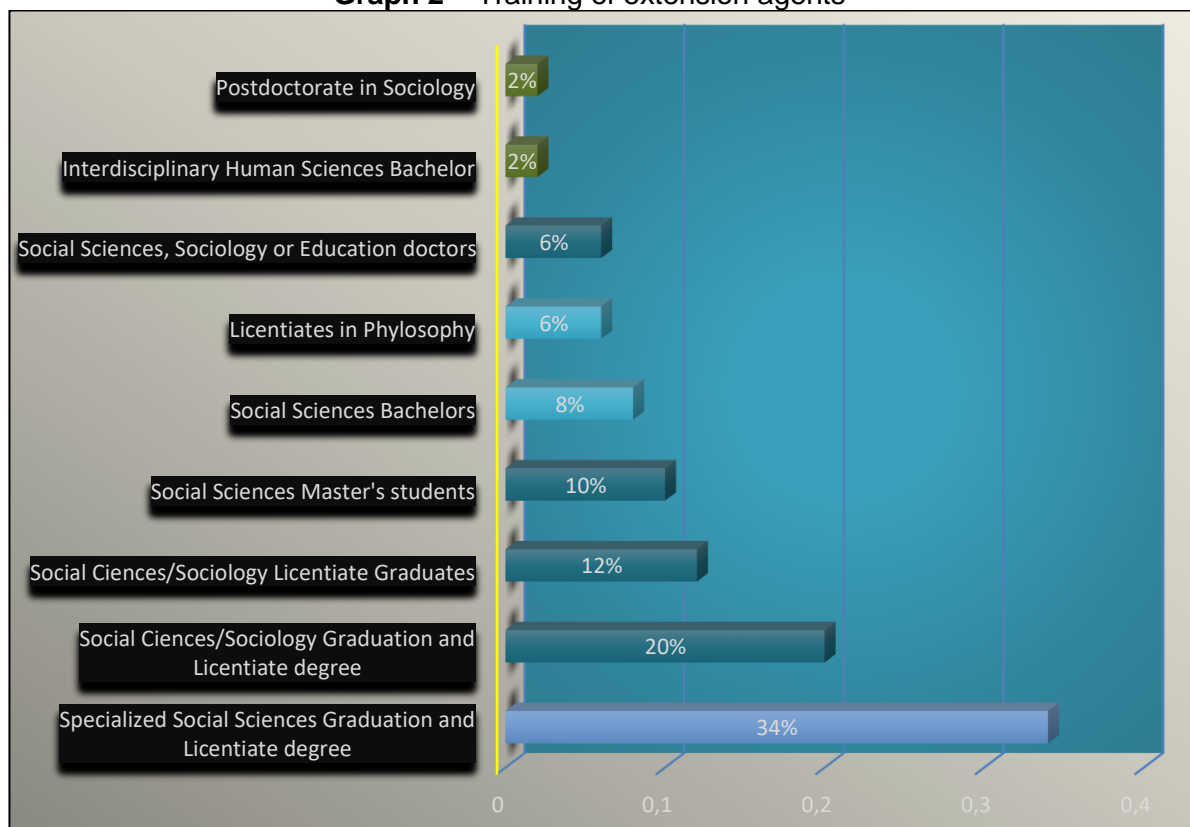 Graph 2 – Training of extension agents
Postdoctorate in Sociology
2%
Interdisciplinary Human Sciences Bachelor
2%
Social Sciences, Sociology or Education doctors
6%
Licentiates in Phylosophy
6%
Social Sciences Bachelors
8%
Social Sciences Master's students
10%
Social Ciences/Sociology Licentiate Graduates
12%
Social Ciences/Sociology Graduation and
Licentiate degree
20%
Specialized Social Sciences Graduation and
Licentiate degree
34%
0 0,1 0,2 0,3 0,4